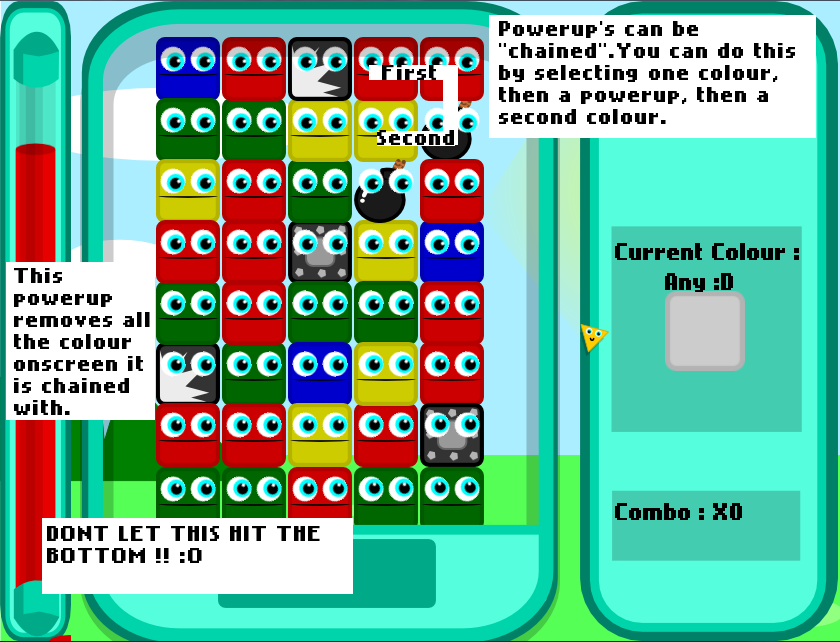 Powerup's can be
"chained".You can do this
by selecting one colour,
then a powerup, then a
second colour.
First
Second
Current Colour :
Any :D
This
powerup
removes all
the colour
onscreen it
is chained
with.
Combo : X0
DONT LET THIS HIT THE
BOTTOM !! :O